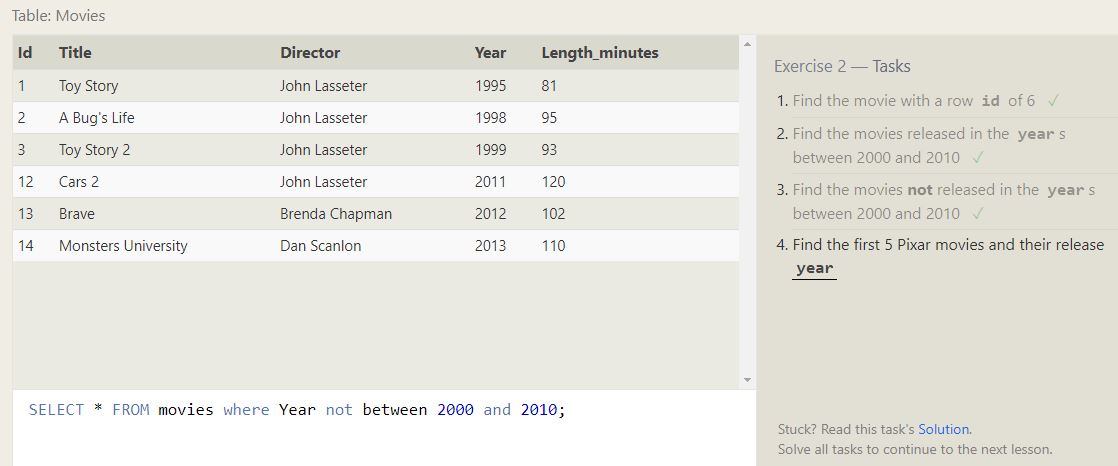 Table: Movies
Id Title Director Year Length_minutes
1 Toy Story John Lasseter 1995 81
2 A Bug's Life John Lasseter 1998 95
3 Toy Story 2 John Lasseter 1999 93
12 Cars 2 John Lasseter 2011 120
13 Brave Brenda Chapman 2012 102
14 Monsters University Dan Scanlon 2013 110
SELECT * FROM movies where Year not between 2000 and 2010;
Exercise 2 — Tasks
1. Find the movie with a row id of 6 ✓
2. Find the movies released in the year s
between 2000 and 2010 ✓
3. Find the movies not released in the year s
between 2000 and 2010 ✓
4. Find the first 5 Pixar movies and their release
year
Stuck? Read this task's Solution.
Solve all tasks to continue to the next lesson.